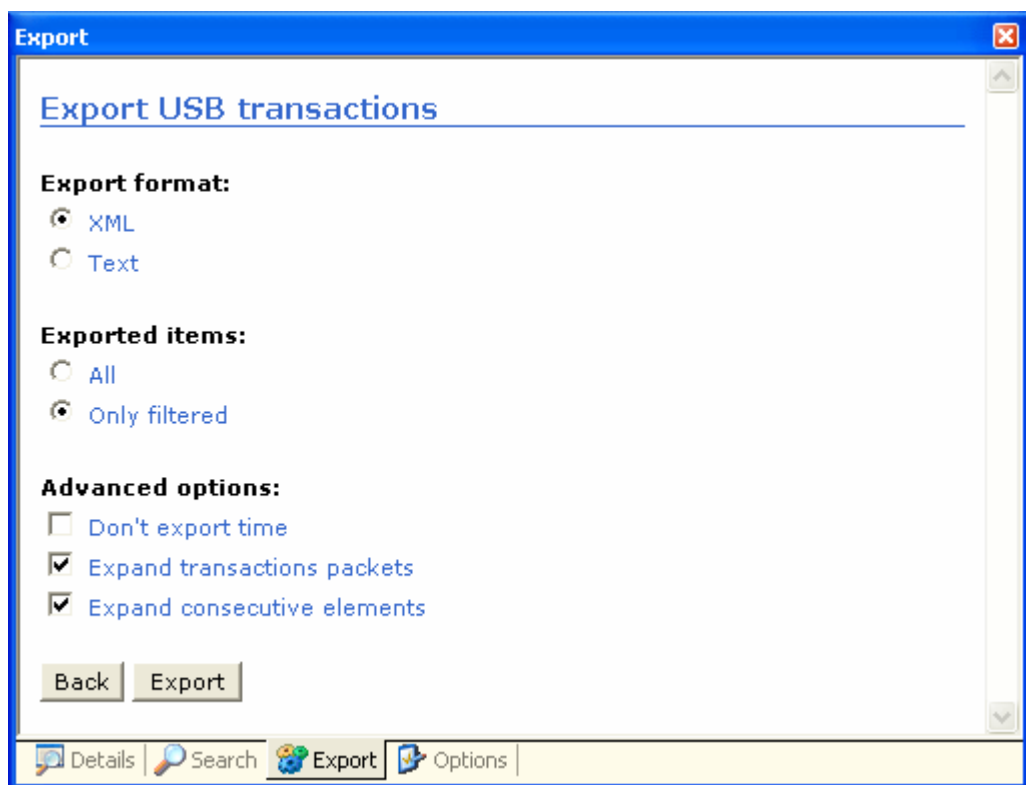 Export
Export USB transactions
Export format:
XML
Text
Exported items:
All
Only filtered
Advanced options:
Don't export time
Expand transactions packets
Expand consecutive elements
Back Export
Details Search Export Options